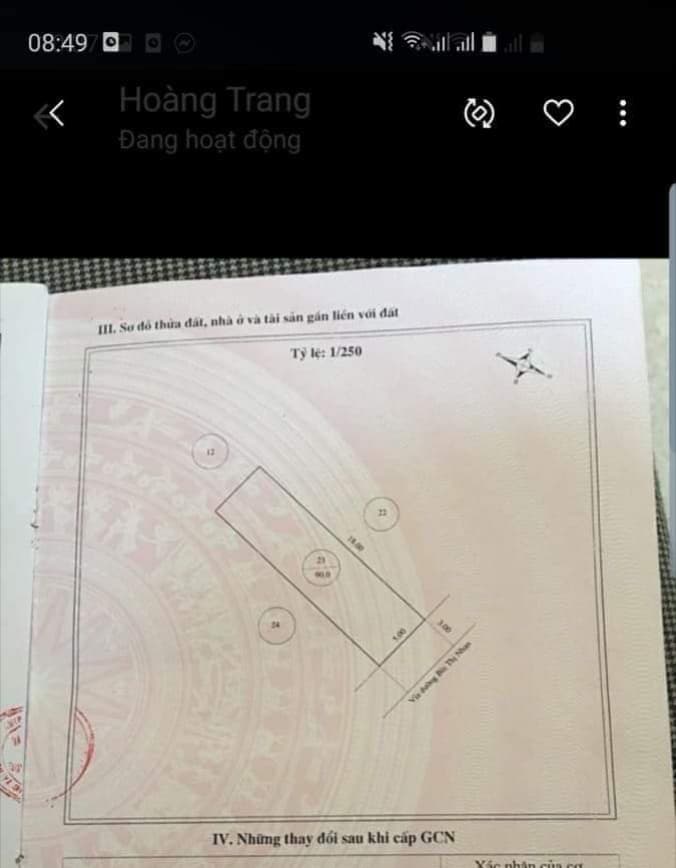 08:49
Hoàng Trang
Đang hoạt động
III. Sơ đồ thửa đất, nhà ở và tài sản gắn liền với đất
Tỷ lệ: 1/250
12
22
18.00
23
90.0
24
5.00
3.00
Vỉa đường Bùi Thị Nhạn
IV. Những thay đổi sau khi cấp GCN
Xác nhận của cơ